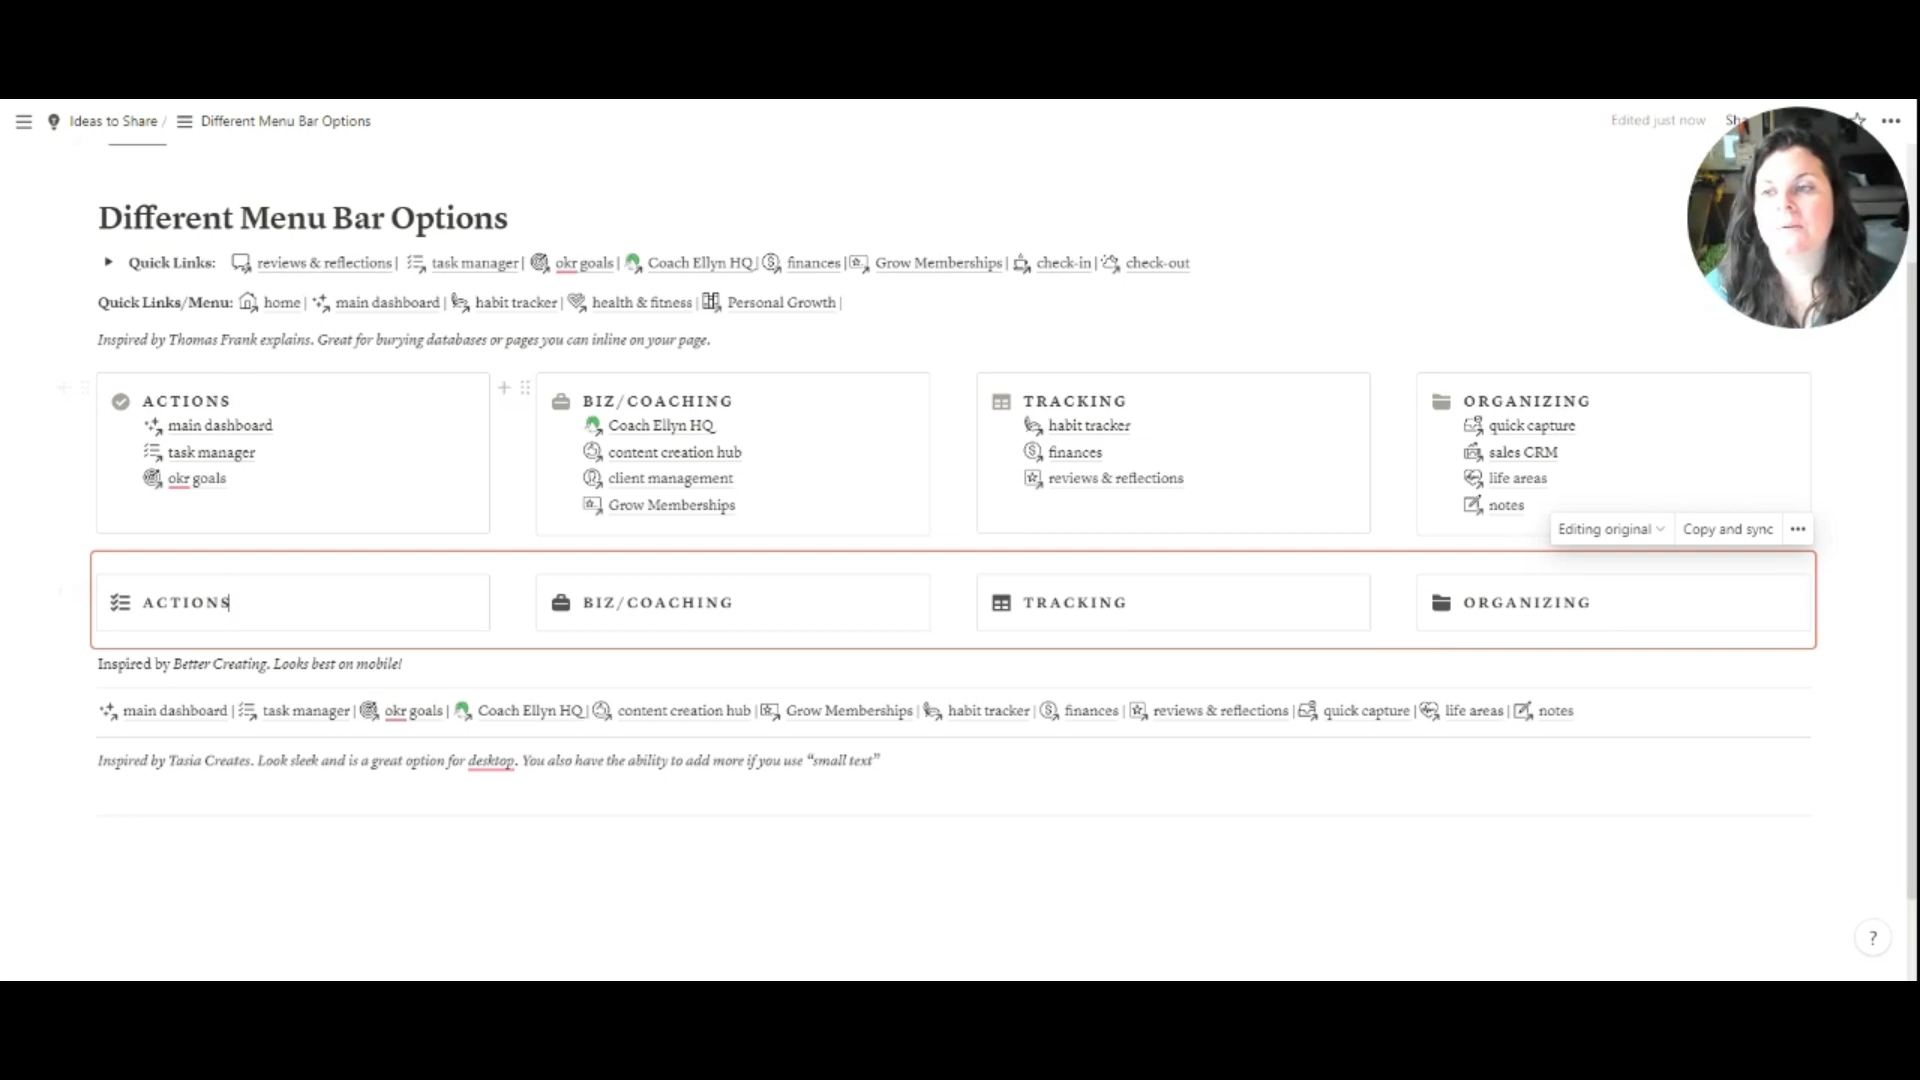 Ideas to Share / Different Menu Bar Options
Edited just now
Different Menu Bar Options
Quick Links: reviews & reflections | task manager | okr goals | Coach Ellyn HQ | finances | Grow Memberships | check-in | check-out
Quick Links/Menu: home | main dashboard | habit tracker | health & fitness | Personal Growth |
Inspired by Thomas Frank explains. Great for burying databases or pages you can inline on your page.
ACTIONS
main dashboard
task manager
okr goals
BIZ/COACHING
Coach Ellyn HQ
content creation hub
client management
Grow Memberships
TRACKING
habit tracker
finances
reviews & reflections
ORGANIZING
quick capture
sales CRM
life areas
notes
Editing original Copy and sync
ACTIONS BIZ/COACHING TRACKING ORGANIZING
Inspired by Better Creating. Looks best on mobile!
main dashboard | task manager | okr goals | Coach Ellyn HQ | content creation hub | Grow Memberships | habit tracker | finances | reviews & reflections | quick capture | life areas | notes
Inspired by Tasia Creates. Look sleek and is a great option for desktop. You also have the ability to add more if you use “small text”
?